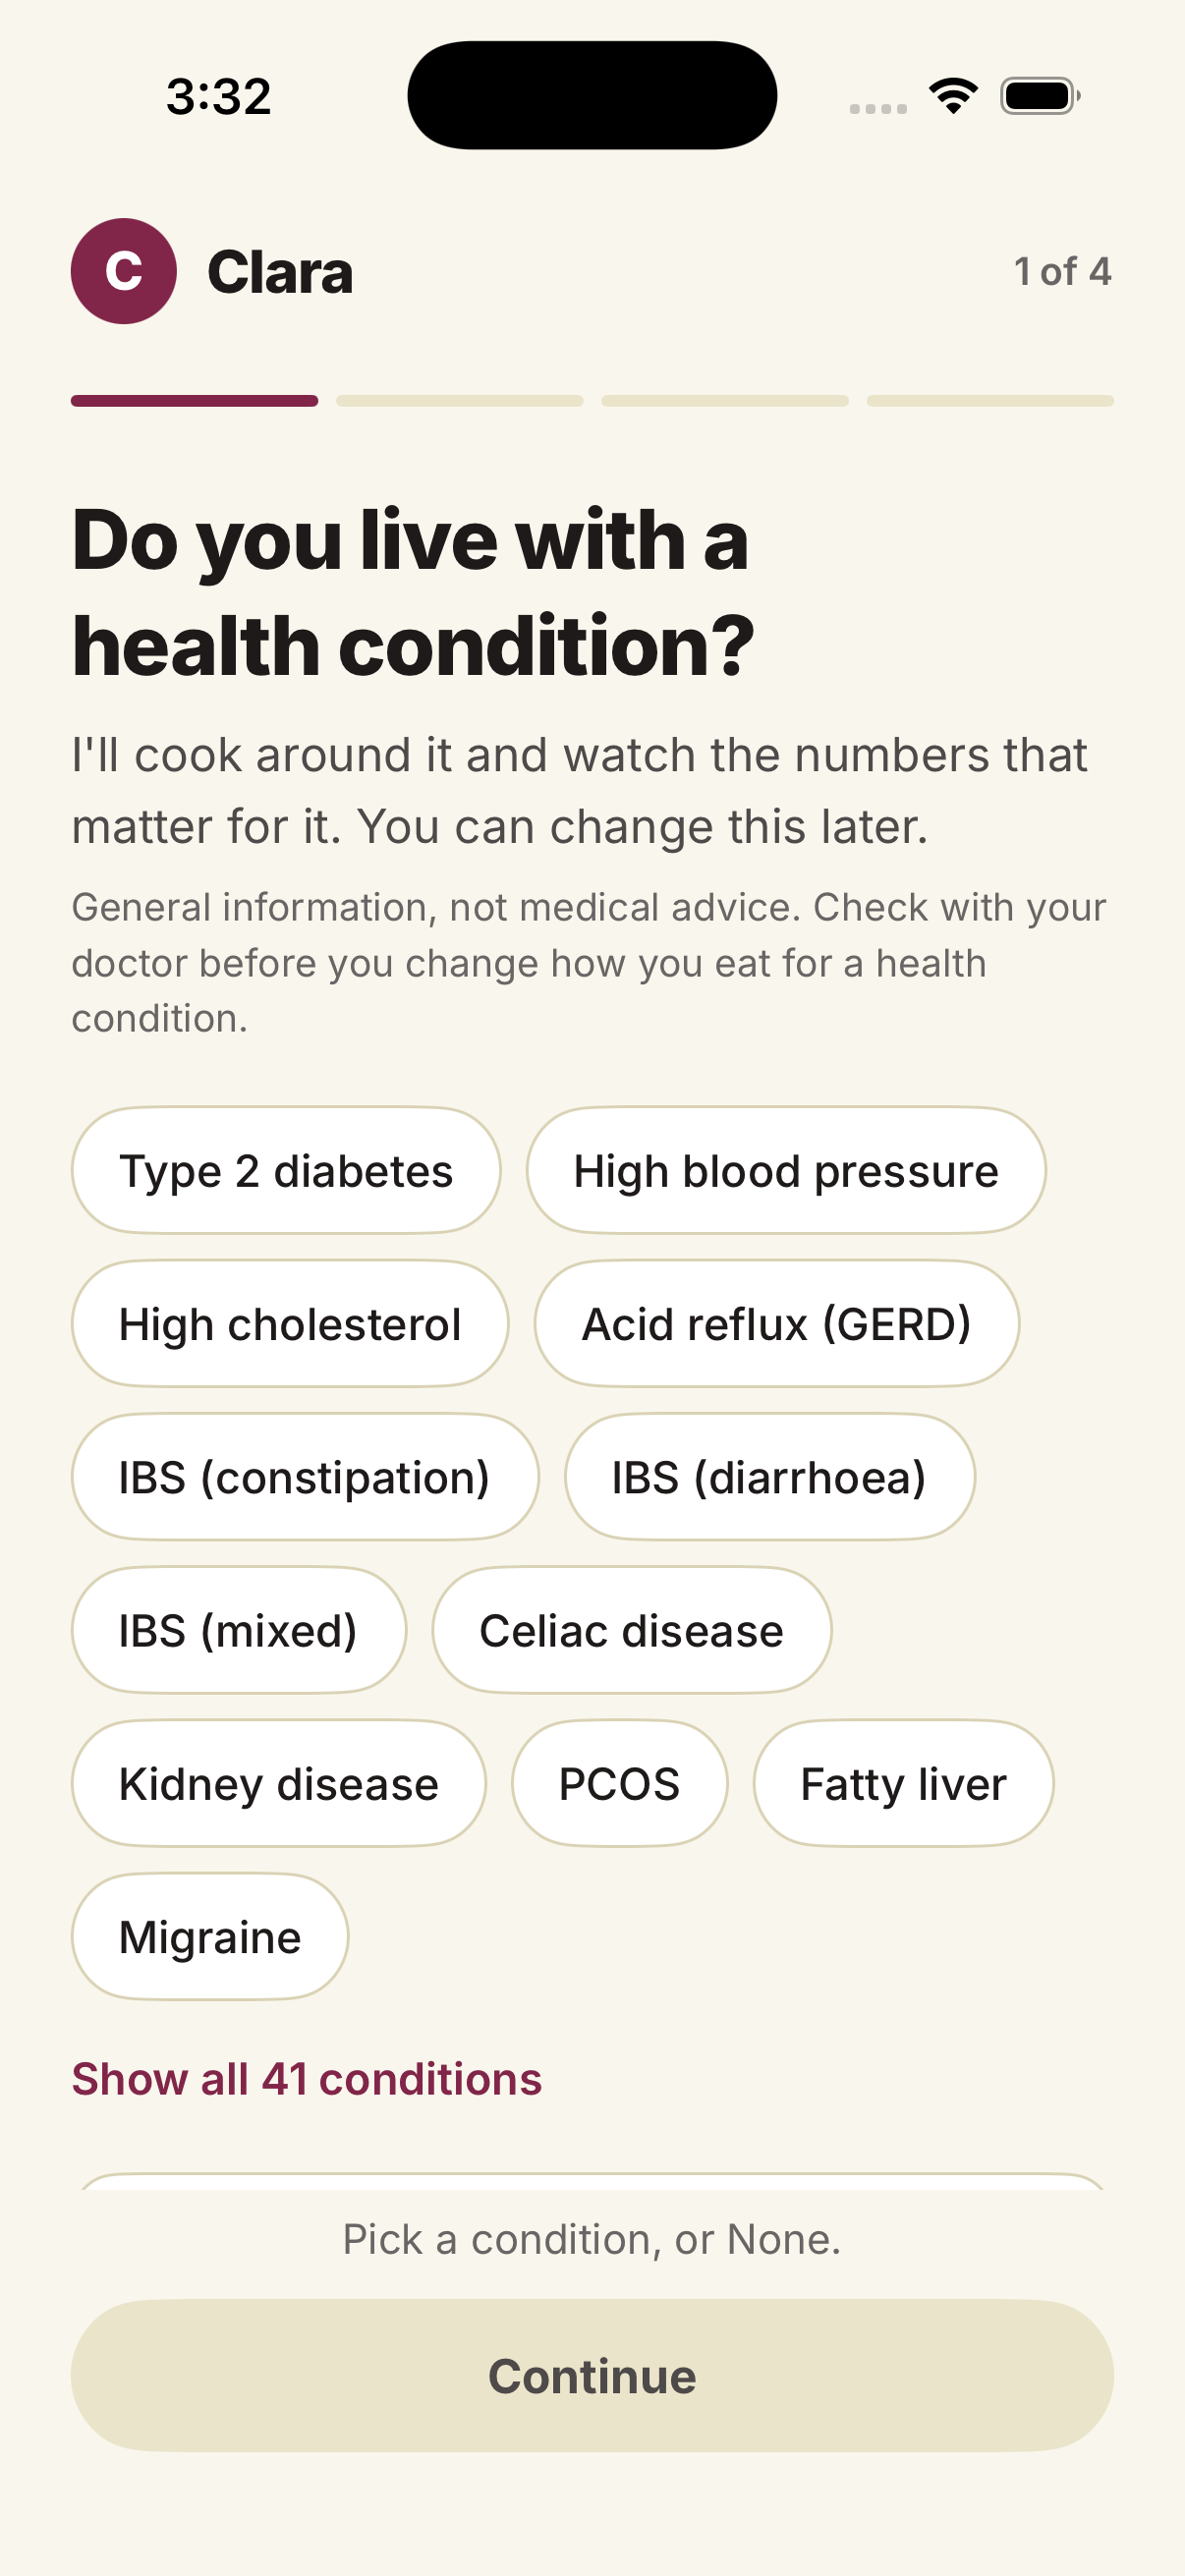 3:32
C Clara 1 of 4
Do you live with a
health condition?
I'll cook around it and watch the numbers that
matter for it. You can change this later.
General information, not medical advice. Check with your
doctor before you change how you eat for a health
condition.
Type 2 diabetes High blood pressure
High cholesterol Acid reflux (GERD)
IBS (constipation) IBS (diarrhoea)
IBS (mixed) Celiac disease
Kidney disease PCOS Fatty liver
Migraine
Show all 41 conditions
Pick a condition, or None.
Continue